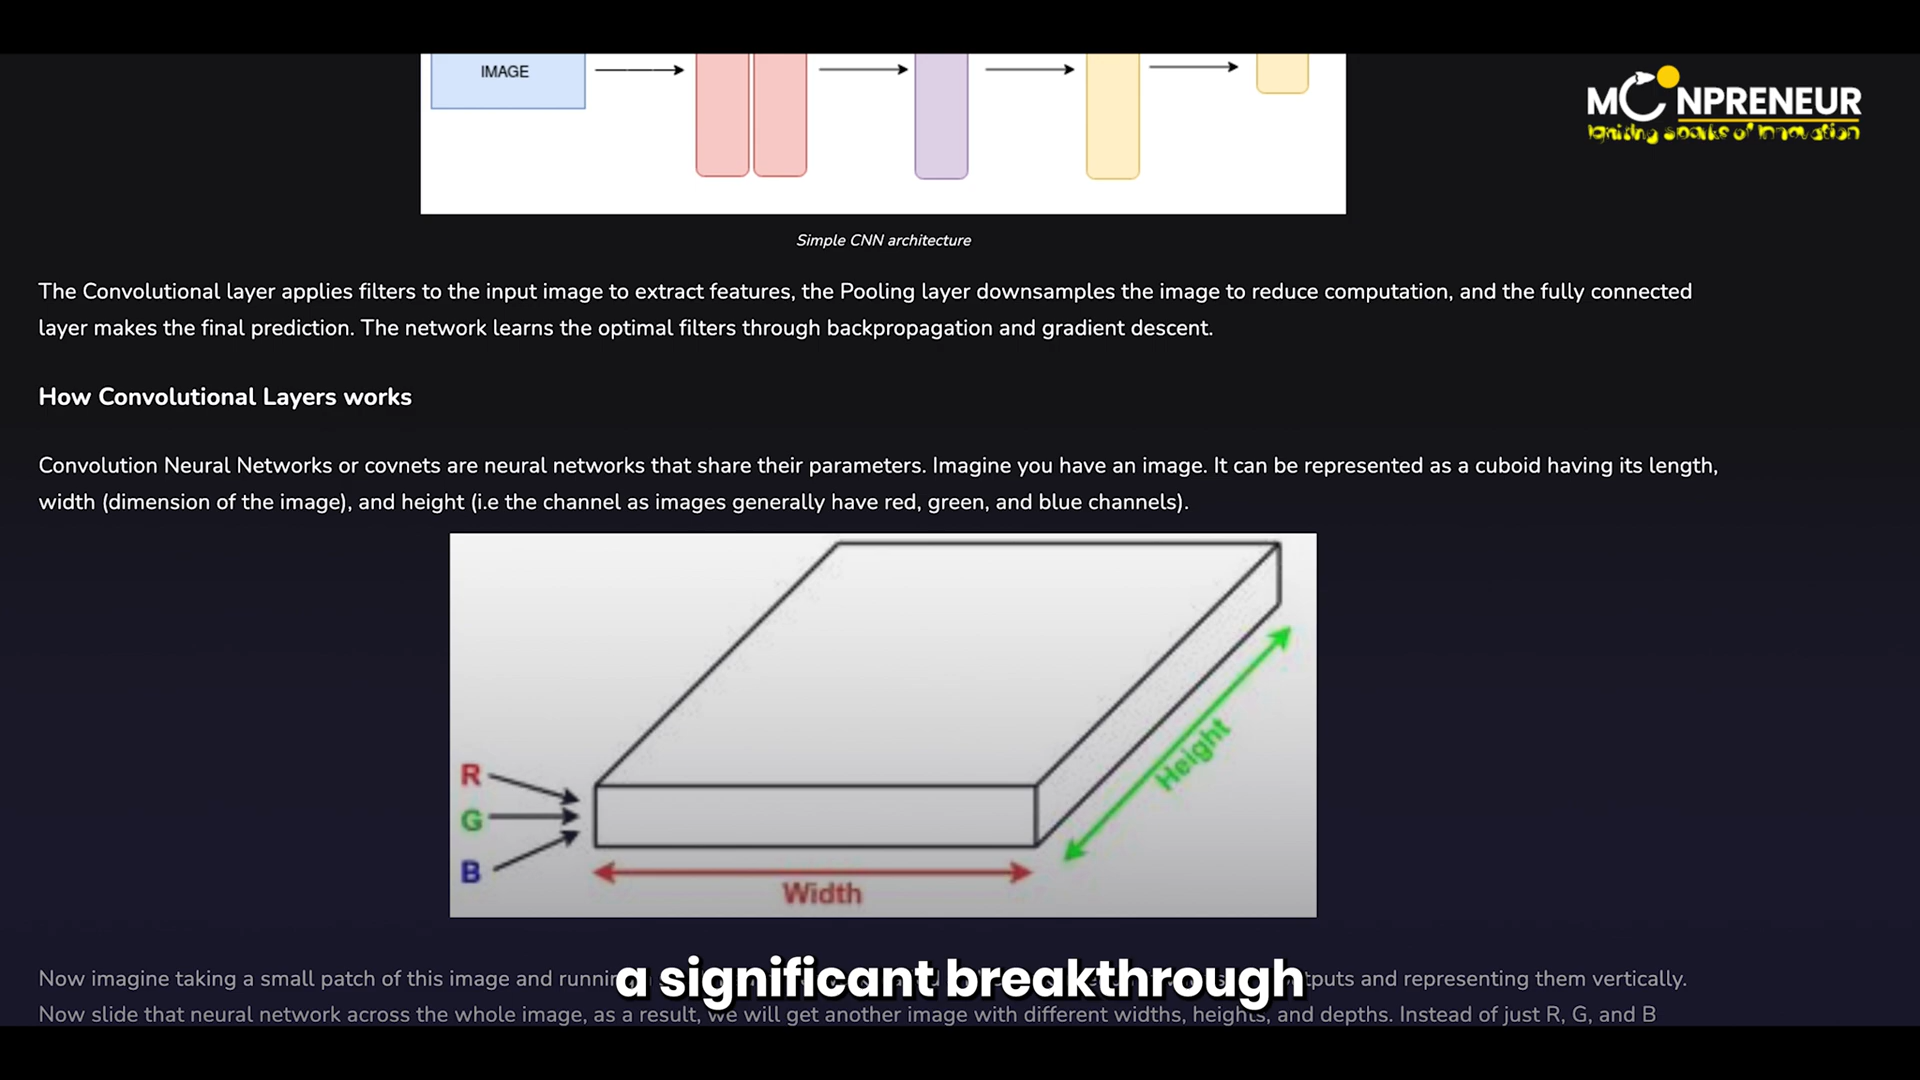 IMAGE
MOONPRENEUR
Igniting sparks of Innovation
Simple CNN architecture
The Convolutional layer applies filters to the input image to extract features, the Pooling layer downsamples the image to reduce computation, and the fully connected
layer makes the final prediction. The network learns the optimal filters through backpropagation and gradient descent.
How Convolutional Layers works
Convolution Neural Networks or covnets are neural networks that share their parameters. Imagine you have an image. It can be represented as a cuboid having its length,
width (dimension of the image), and height (i.e the channel as images generally have red, green, and blue channels).
R
G
B
Height
Width
Now imagine taking a small patch of this image and running and representing them vertically.
a significant breakthrough
Now slide that neural network across the whole image, as a result, we will get another image with different widths, heights, and depths. Instead of just R, G, and B